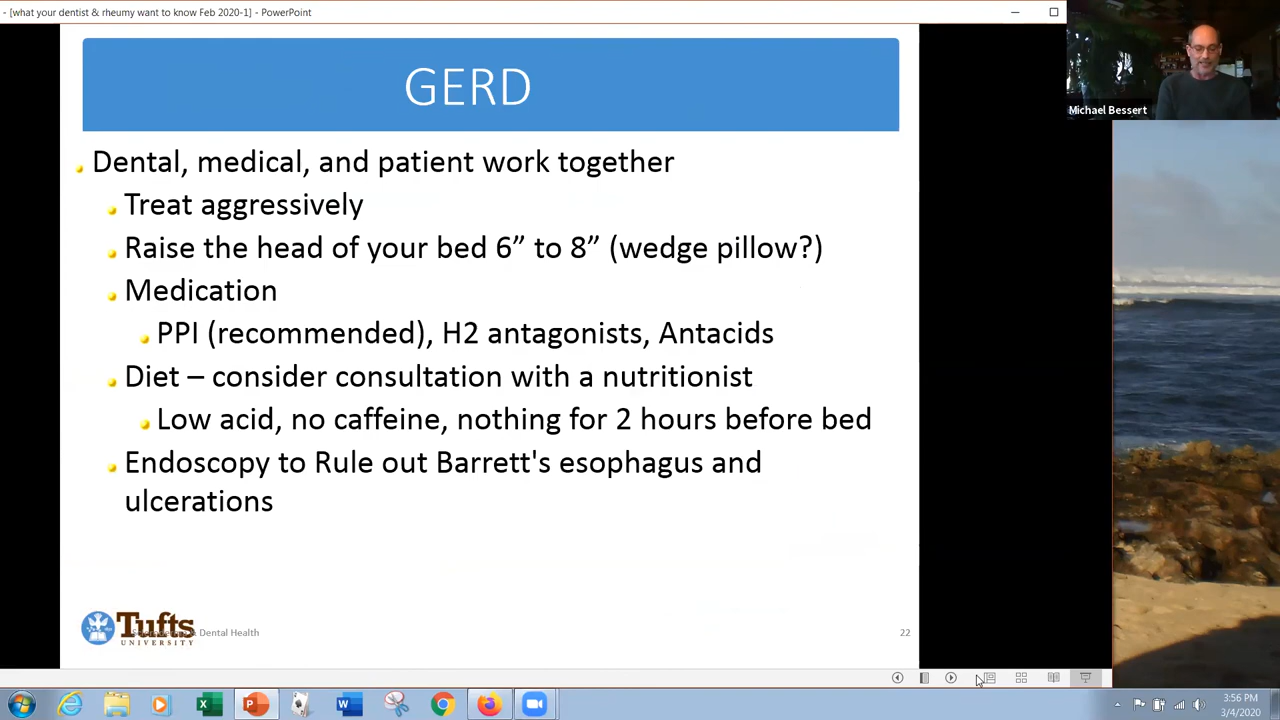 - [what your dentist & rheumy want to know Feb 2020-1] - PowerPoint
Michael Bessert
GERD
Dental, medical, and patient work together
Treat aggressively
Raise the head of your bed 6” to 8” (wedge pillow?)
Medication
PPI (recommended), H2 antagonists, Antacids
Diet – consider consultation with a nutritionist
Low acid, no caffeine, nothing for 2 hours before bed
Endoscopy to Rule out Barrett's esophagus and
ulcerations
Tufts
UNIVERSITY
Dental Health
22
3:56 PM
3/4/2020